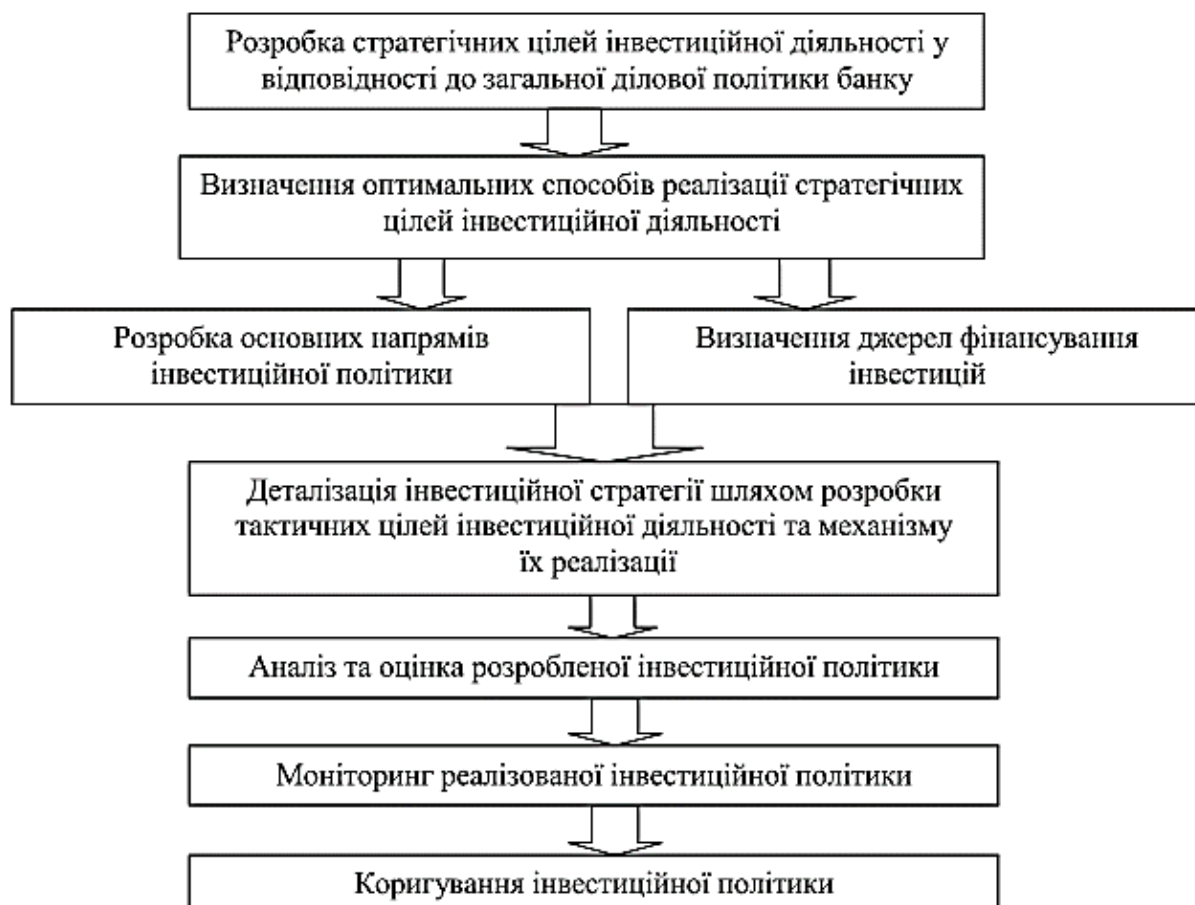 Розробка стратегічних цілей інвестиційної діяльності у
відповідності до загальної ділової політики банку
Визначення оптимальних способів реалізації стратегічних
цілей інвестиційної діяльності
Розробка основних напрямів
інвестиційної політики
Визначення джерел фінансування
інвестицій
Деталізація інвестиційної стратегії шляхом розробки
тактичних цілей інвестиційної діяльності та механізму
їх реалізації
Аналіз та оцінка розробленої інвестиційної політики
Моніторинг реалізованої інвестиційної політики
Коригування інвестиційної політики